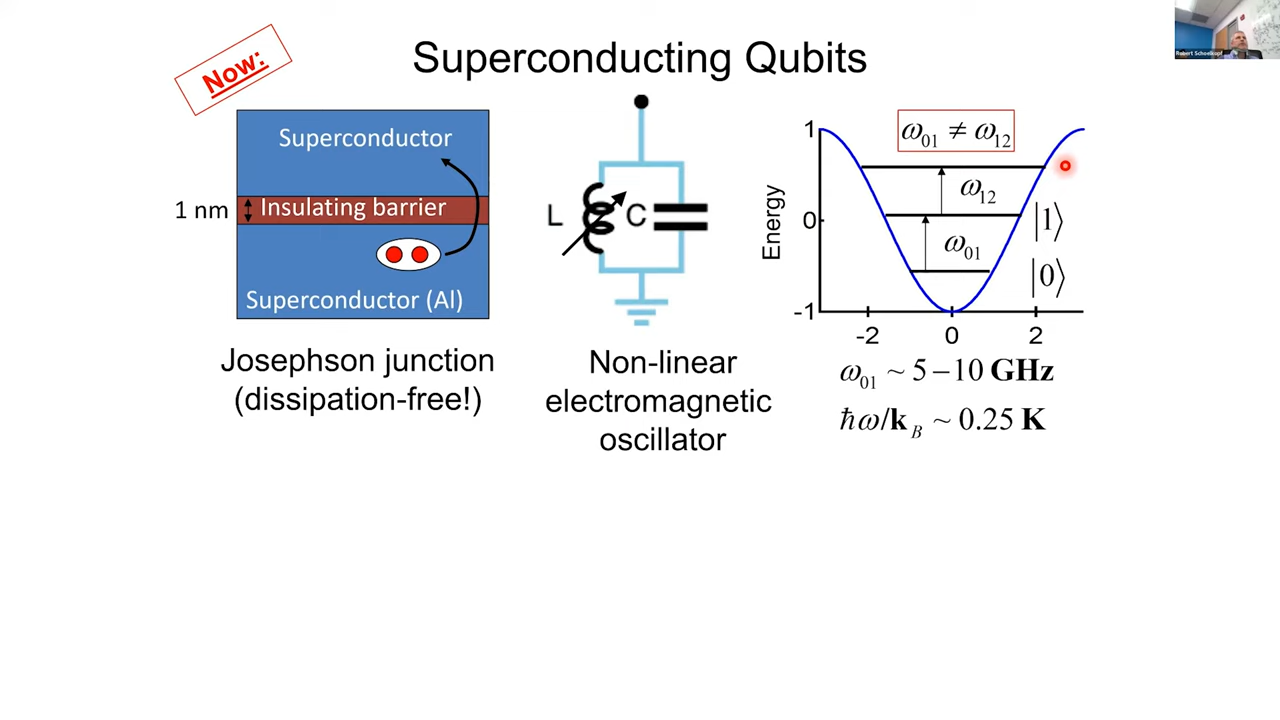 Superconducting Qubits
Now:
Superconductor
1 nm
Insulating barrier
Superconductor (Al)
Josephson junction
(dissipation-free!)
L
C
Non-linear
electromagnetic
oscillator
ω₀₁ ≠ ω₁₂
1
0
-1
Energy
ω₁₂
|1⟩
ω₀₁
|0⟩
-2
0
2
ω₀₁ ~ 5 – 10 GHz
ħω/k_B ~ 0.25 K
Robert Schoelkopf